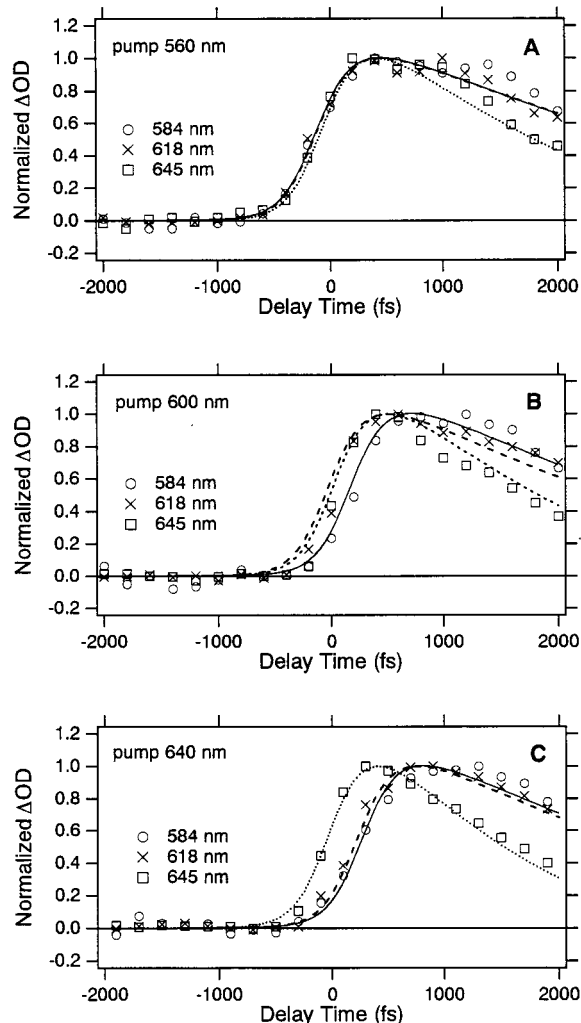 1.2
1.0
0.8
0.6
0.4
0.2
0.0
-0.2
Normalized ΔOD
pump 560 nm
A
584 nm
618 nm
645 nm
-2000 -1000 0 1000 2000
Delay Time (fs)
1.2
1.0
0.8
0.6
0.4
0.2
0.0
-0.2
Normalized ΔOD
pump 600 nm
B
584 nm
618 nm
645 nm
-2000 -1000 0 1000 2000
Delay Time (fs)
1.2
1.0
0.8
0.6
0.4
0.2
0.0
-0.2
Normalized ΔOD
pump 640 nm
C
584 nm
618 nm
645 nm
-2000 -1000 0 1000 2000
Delay Time (fs)